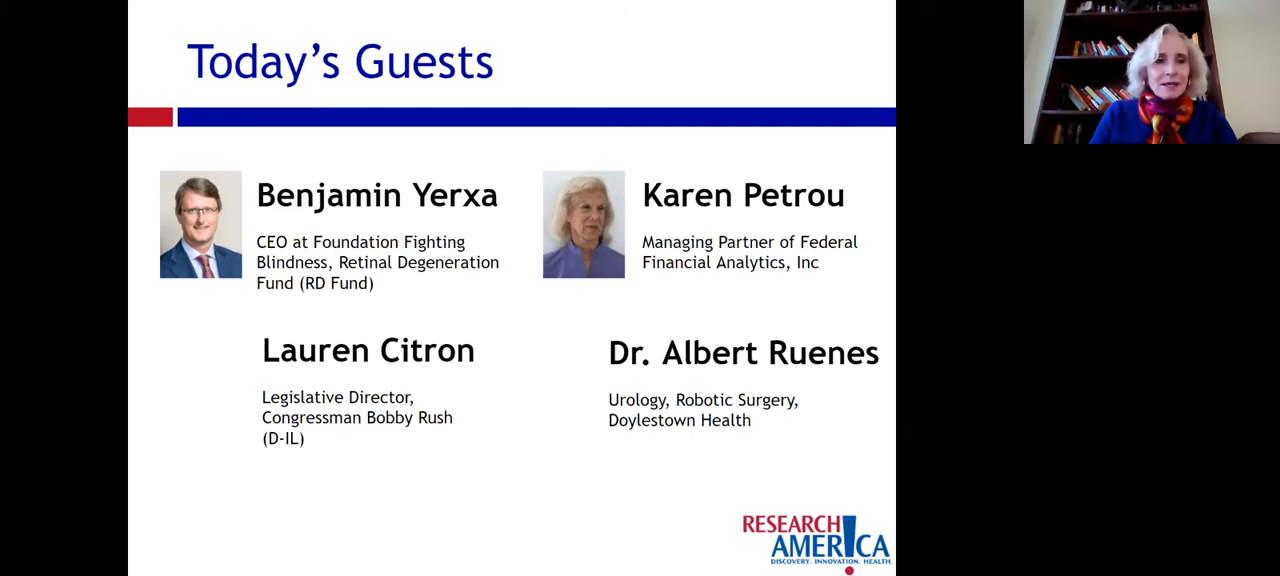 Today's Guests
Benjamin Yerxa
CEO at Foundation Fighting
Blindness, Retinal Degeneration
Fund (RD Fund)
Karen Petrou
Managing Partner of Federal
Financial Analytics, Inc
Lauren Citron
Legislative Director,
Congressman Bobby Rush
(D-IL)
Dr. Albert Ruenes
Urology, Robotic Surgery,
Doylestown Health
RESEARCH
AMERICA
DISCOVERY. INNOVATION. HEALTH.